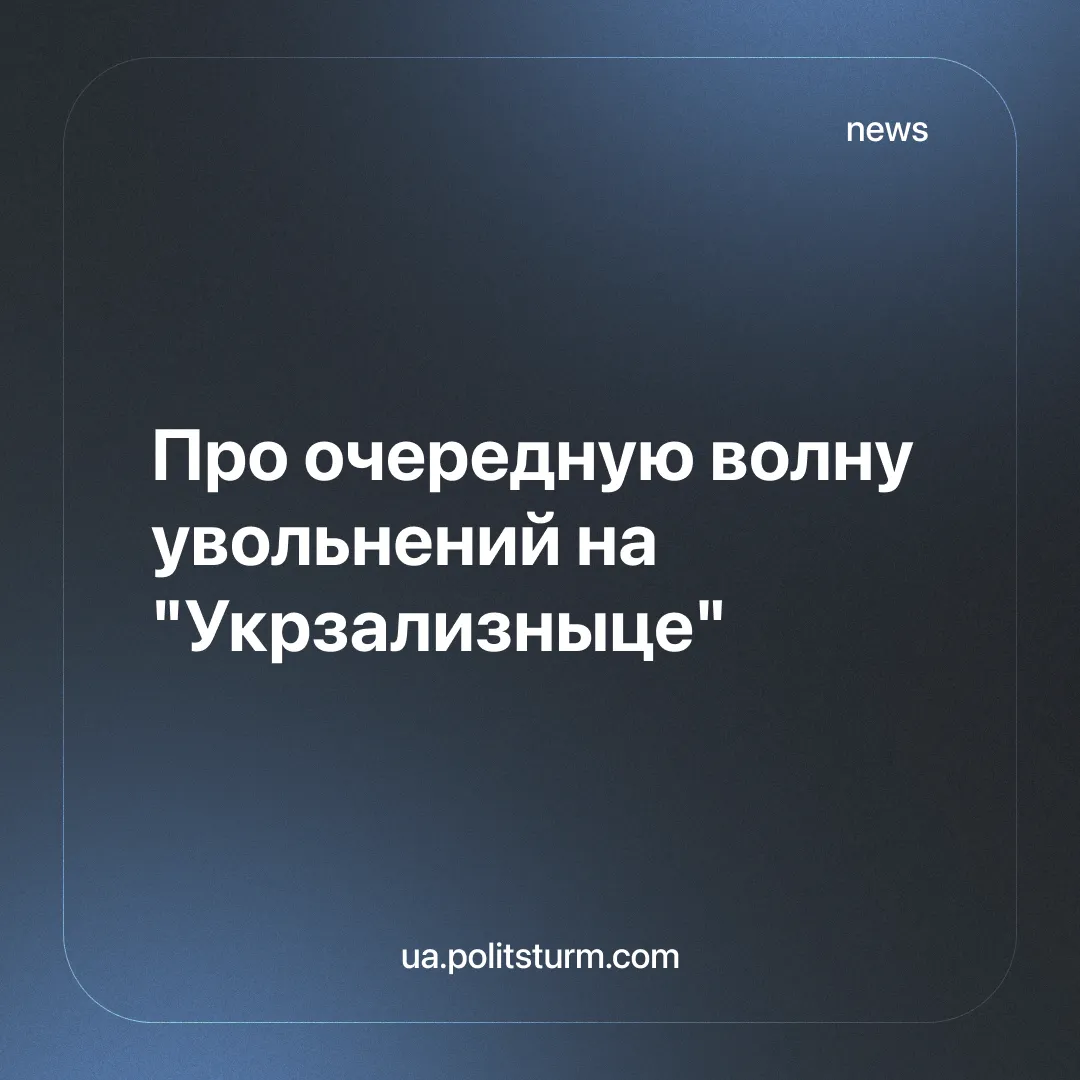 news
Про очередную волну
увольнений на
"Укрзализныце"
ua.politsturm.com